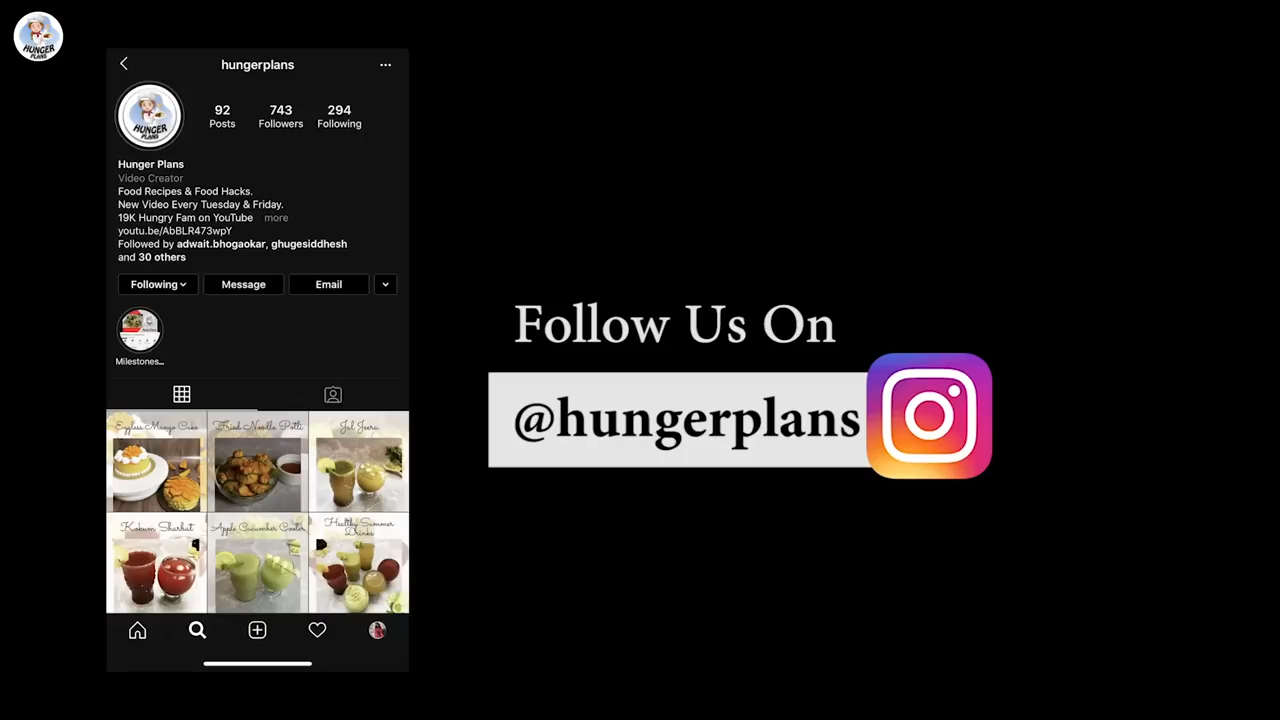 HUNGER
PLANS
hungerplans
HUNGER
PLANS
92
Posts
743
Followers
294
Following
Hunger Plans
Video Creator
Food Recipes & Food Hacks.
New Video Every Tuesday & Friday.
19K Hungry Fam on YouTube more
youtu.be/AbBLR473wpY
Followed by adwait.bhogaokar, ghugesiddhesh
and 30 others
Following
Message
Email
Milestones...
Eggless Mango Cake
Fried Noodle Potli
Jal Jeera
Kokum Sharbat
Apple Cucumber Cooler
Healthy Summer
Drinks
Follow Us On
@hungerplans